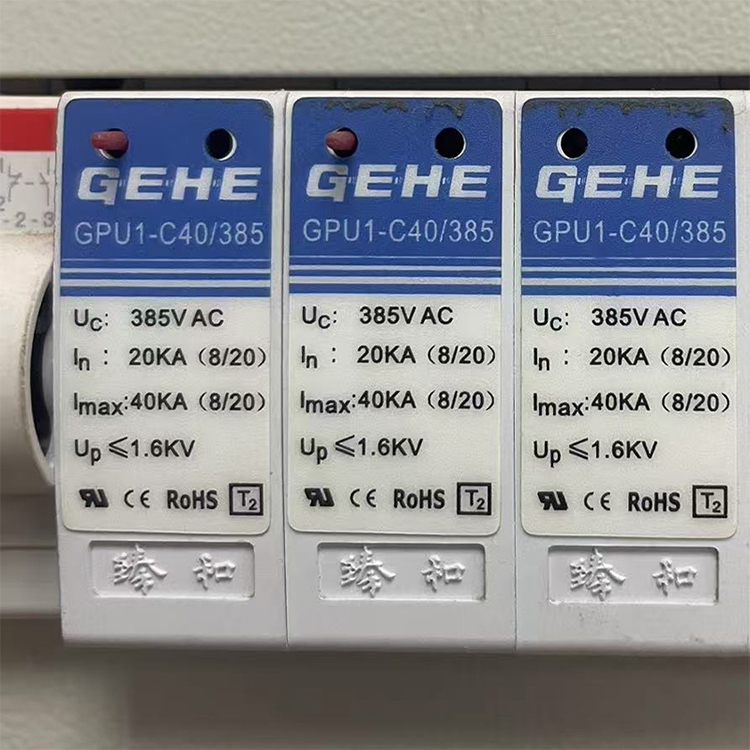 GEHE
GPU1-C40/385
Uc: 385V AC
In : 20KA (8/20)
Imax:40KA (8/20)
Up ≤1.6KV
CE RoHS T2
臻和
GEHE
GPU1-C40/385
Uc: 385V AC
In : 20KA (8/20)
Imax:40KA (8/20)
Up ≤1.6KV
CE RoHS T2
臻和
GEHE
GPU1-C40/385
Uc: 385V AC
In : 20KA (8/20)
Imax:40KA (8/20)
Up ≤1.6KV
CE RoHS T2
臻和
-2-3